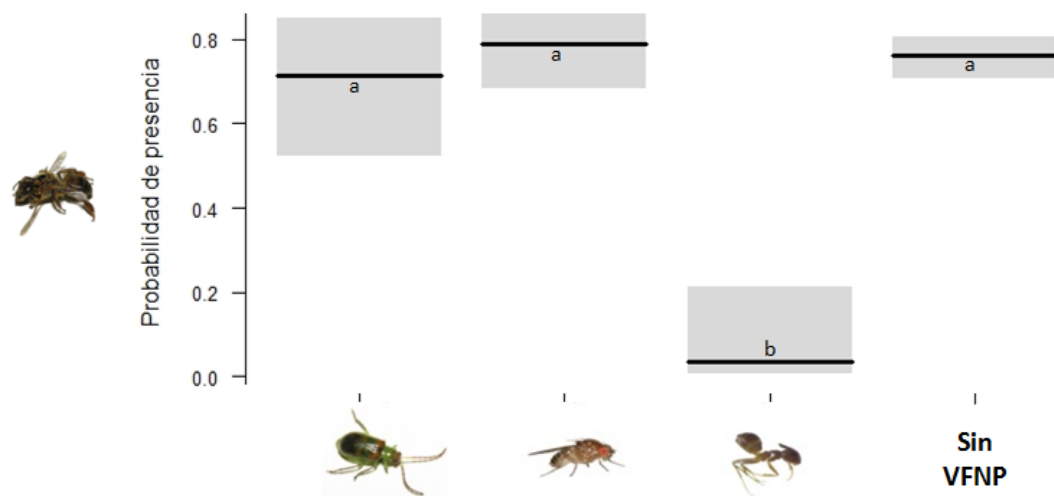 Probabilidad de presencia
0.8
0.6
0.4
0.2
0.0
a
a
b
a
Sin
VFNP